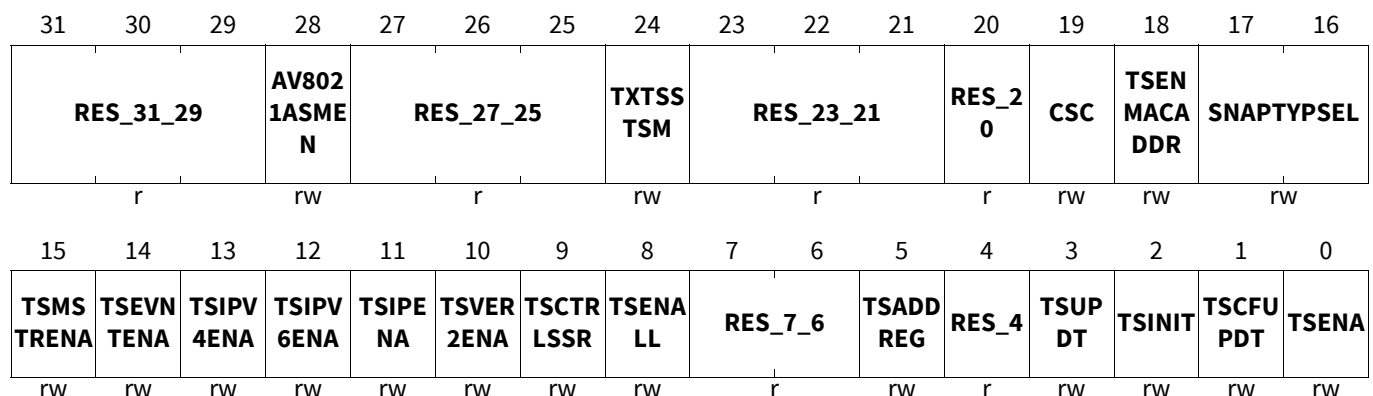 31 30 29 28 27 26 25 24 23 22 21 20 19 18 17 16
RES_31_29 AV802 1ASME N RES_27_25 TXTSS TSM RES_23_21 RES_2 0 CSC TSEN MACA DDR SNAPTYPSEL
r rw r rw r r rw rw rw
15 14 13 12 11 10 9 8 7 6 5 4 3 2 1 0
TSMS TRENA TSEVN TENA TSIPV 4ENA TSIPV 6ENA TSIPE NA TSVER 2ENA TSCTR LSSR TSENA LL RES_7_6 TSADD REG RES_4 TSUP DT TSINIT TSCFU PDT TSENA
rw rw rw rw rw rw rw rw r rw r rw rw rw rw